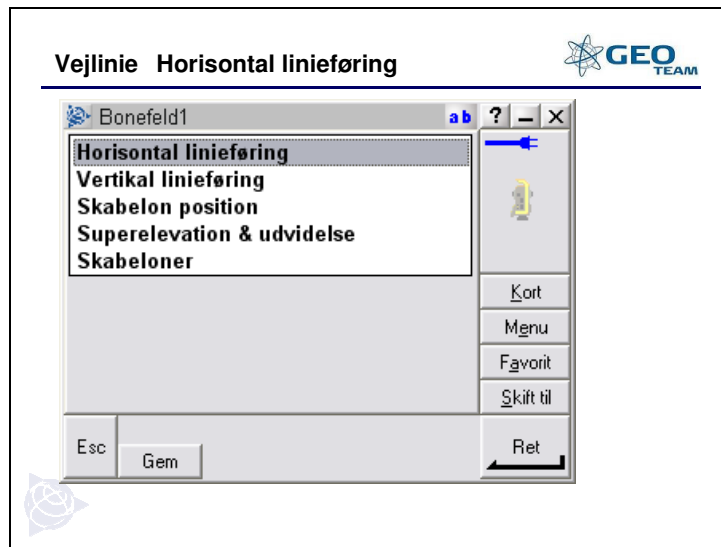 Vejlinie Horisontal linieføring
GEO
TEAM
Bonefeld1
ab
?
Horisontal linieføring
Vertikal linieføring
Skabelon position
Superelevation & udvidelse
Skabeloner
Kort
Menu
Favorit
Skift til
Esc
Gem
Ret